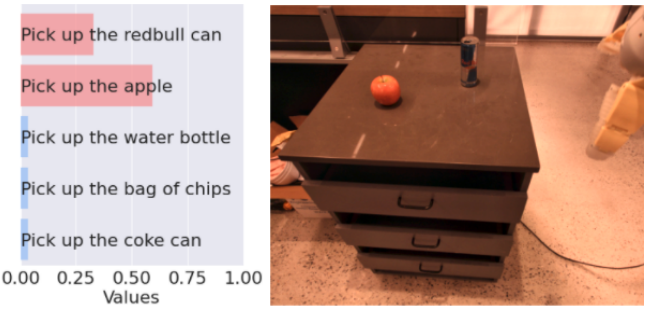 Pick up the redbull can
Pick up the apple
Pick up the water bottle
Pick up the bag of chips
Pick up the coke can
0.00 0.25 0.50 0.75 1.00
Values